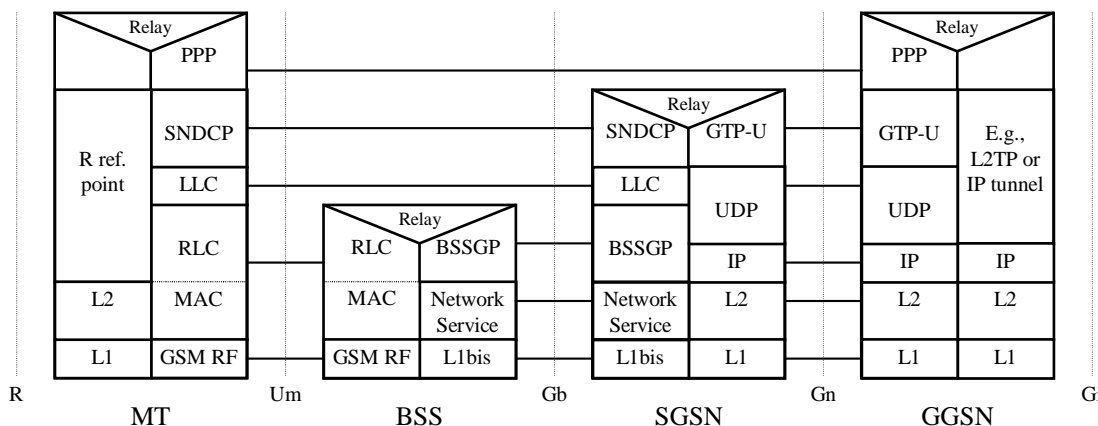 Relay
PPP
R ref.
point
SNDCP
LLC
RLC
L2
MAC
L1
GSM RF
Relay
RLC
BSSGP
MAC
Network
Service
GSM RF
L1bis
Relay
SNDCP
GTP-U
LLC
UDP
BSSGP
IP
Network
Service
L2
L1bis
L1
Relay
PPP
GTP-U
E.g.,
L2TP or
IP tunnel
UDP
IP
IP
L2
L2
L1
L1
R
Um
Gb
Gn
MT
BSS
SGSN
GGSN